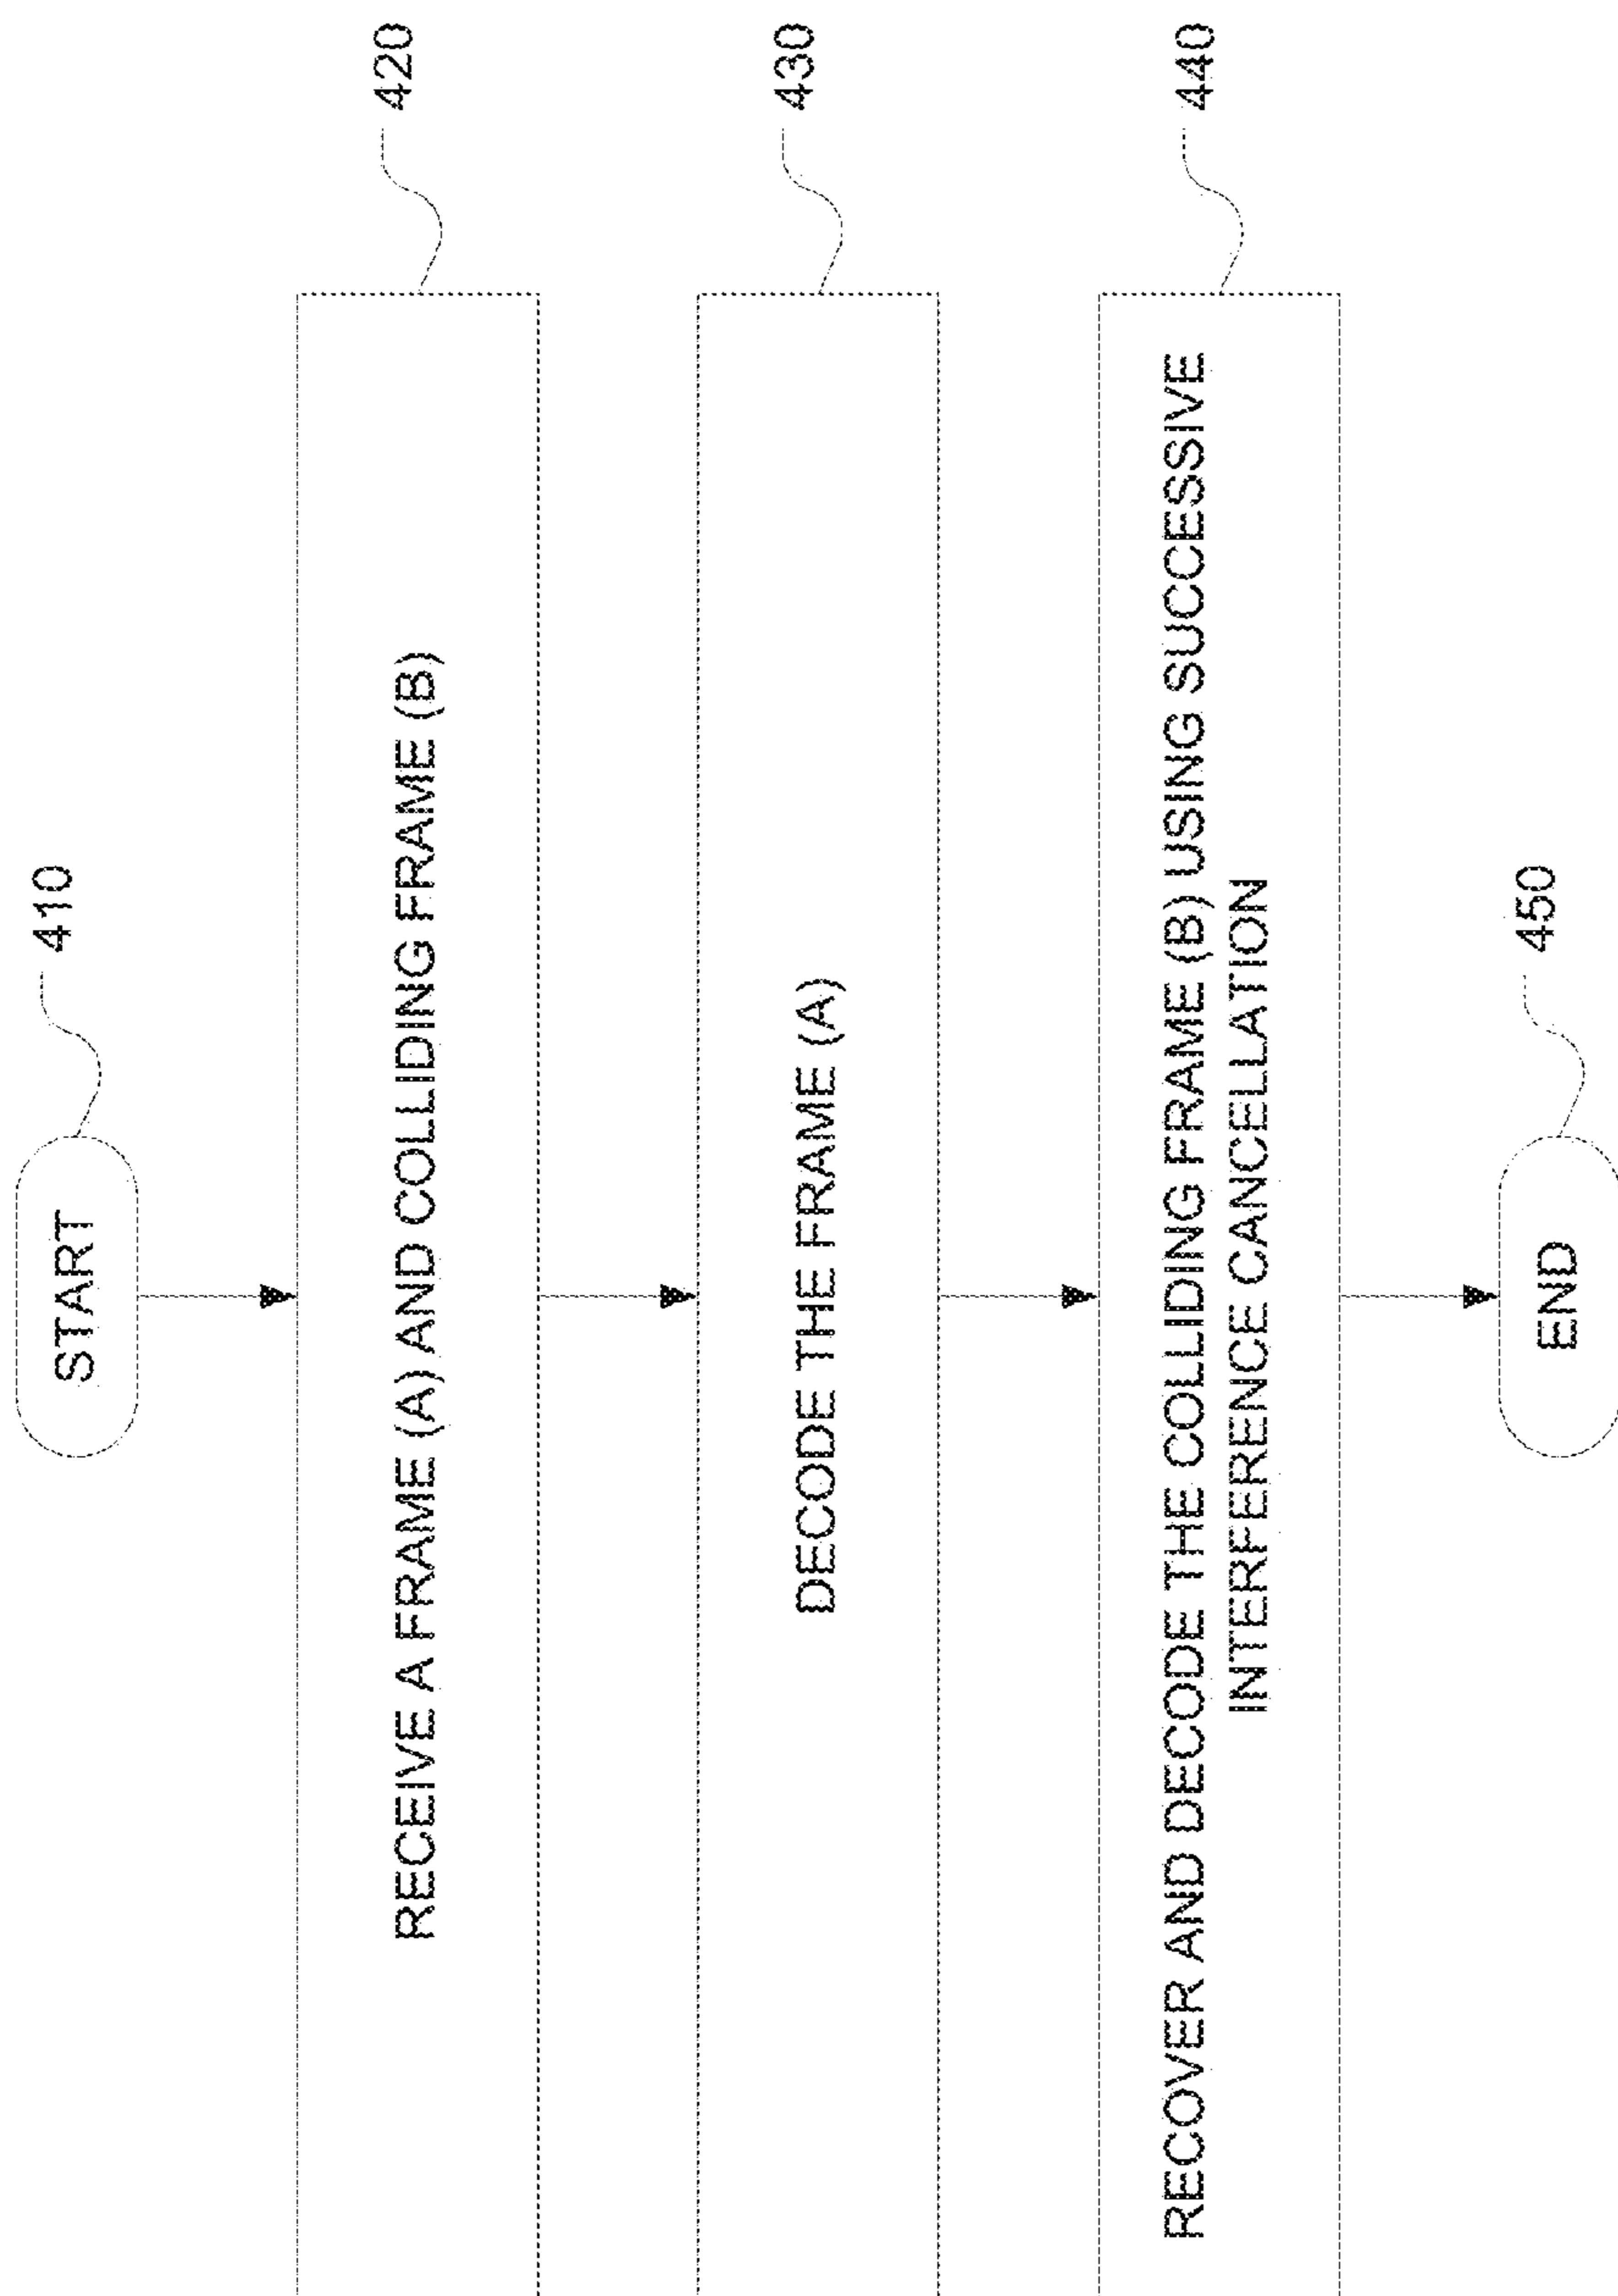 START
410
RECEIVE A FRAME (A) AND COLLIDING FRAME (B)
420
DECODE THE FRAME (A)
430
RECOVER AND DECODE THE COLLIDING FRAME (B) USING SUCCESSIVE
INTERFERENCE CANCELLATION
440
END
450